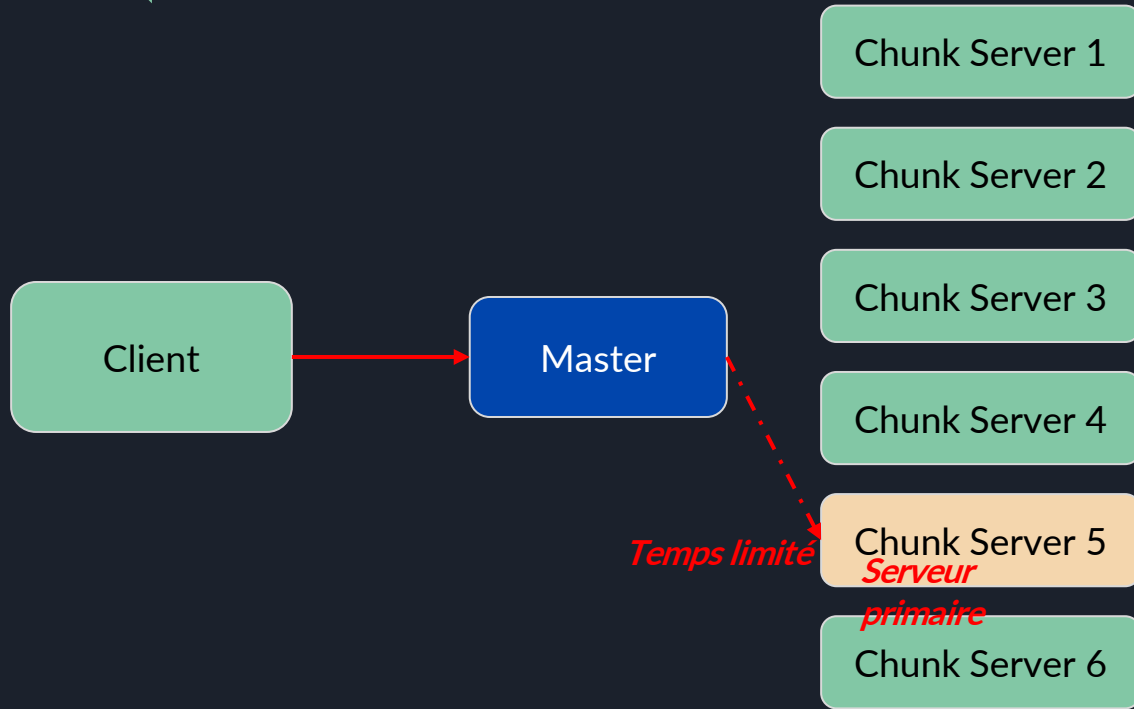 Chunk Server 1
Chunk Server 2
Chunk Server 3
Client
Master
Chunk Server 4
Chunk Server 5
Temps limité
Serveur
primaire
Chunk Server 6